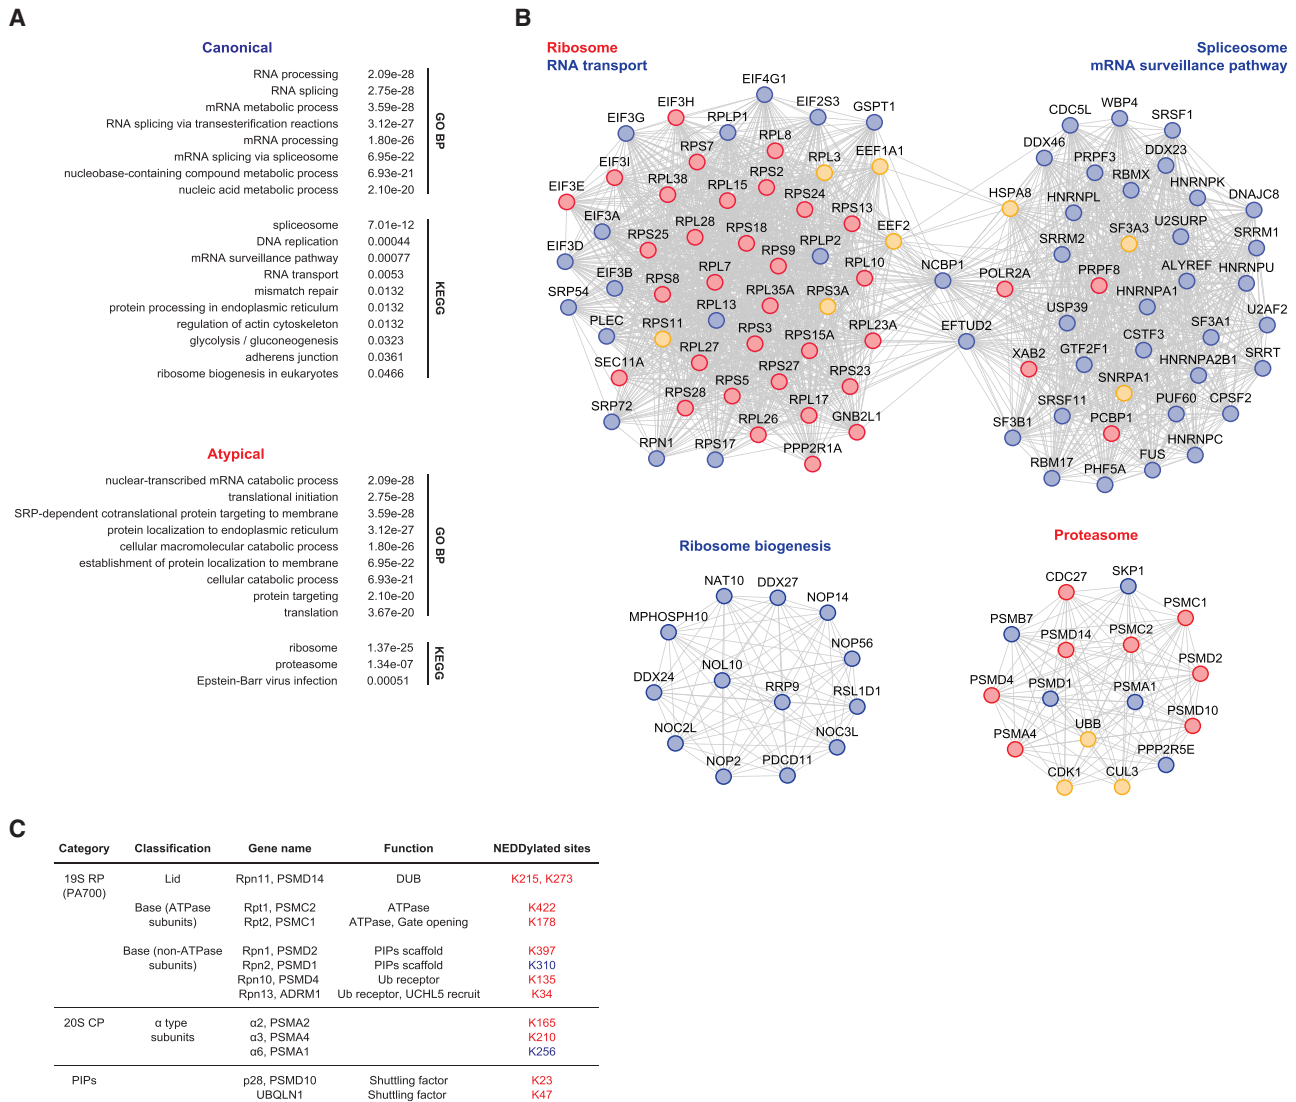 A
Canonical
RNA processing 2.09e-28
RNA splicing 2.75e-28
mRNA metabolic process 3.59e-28
RNA splicing via transesterification reactions 3.12e-27
mRNA processing 1.80e-26
mRNA splicing via spliceosome 6.95e-22
nucleobase-containing compound metabolic process 6.93e-21
nucleic acid metabolic process 2.10e-20
GO BP
spliceosome 7.01e-12
DNA replication 0.00044
mRNA surveillance pathway 0.00077
RNA transport 0.0053
mismatch repair 0.0132
protein processing in endoplasmic reticulum 0.0132
regulation of actin cytoskeleton 0.0132
glycolysis / gluconeogenesis 0.0323
adherens junction 0.0361
ribosome biogenesis in eukaryotes 0.0466
KEGG
Atypical
nuclear-transcribed mRNA catabolic process 2.09e-28
translational initiation 2.75e-28
SRP-dependent cotranslational protein targeting to membrane 3.59e-28
protein localization to endoplasmic reticulum 3.12e-27
cellular macromolecular catabolic process 1.80e-26
establishment of protein localization to membrane 6.95e-22
cellular catabolic process 6.93e-21
protein targeting 2.10e-20
translation 3.67e-20
GO BP
ribosome 1.37e-25
proteasome 1.34e-07
Epstein-Barr virus infection 0.00051
KEGG
B
Ribosome
RNA transport
EIF4G1
EIF3H
EIF2S3
EIF3G
RPLP1
GSPT1
RPL8
RPS7
RPL3
EEF1A1
EIF3I
RPS2
EIF3E
RPL38
RPL15
RPS24
RPS13
EIF3A
RPL28
RPS18
EEF2
RPS25
RPLP2
EIF3D
RPS9
EIF3B
RPS8
RPL7
RPL10
SRP54
RPL35A
RPS3A
RPL13
PLEC
RPS11
RPS3
RPS15A
RPL23A
SEC11A
RPL27
RPS27
RPS23
RPS28
RPS5
SRP72
RPL26
RPL17
GNB2L1
RPN1
RPS17
PPP2R1A
NCBP1
EFTUD2
Spliceosome
mRNA surveillance pathway
CDC5L
WBP4
SRSF1
DDX46
PRPF3
DDX23
RBMX
HSPA8
HNRNPL
HNRNPK
DNAJC8
SF3A3
U2SURP
SRRM2
SRRM1
POLR2A
PRPF8
ALYREF
HNRNPU
USP39
HNRNPA1
U2AF2
CSTF3
SF3A1
XAB2
GTF2F1
HNRNPA2B1
SRRT
SNRPA1
SRSF11
PUF60
CPSF2
SF3B1
PCBP1
HNRNPC
RBM17
PHF5A
FUS
Ribosome biogenesis
NAT10
DDX27
NOP14
MPHOSPH10
NOP56
NOL10
DDX24
RRP9
RSL1D1
NOC2L
NOC3L
NOP2
PDCD11
Proteasome
CDC27
SKP1
PSMC1
PSMB7
PSMD14
PSMC2
PSMD2
PSMD4
PSMD1
PSMA1
PSMD10
PSMA4
UBB
PPP2R5E
CDK1
CUL3
C
Category Classification Gene name Function NEDDylated sites
19S RP Lid Rpn11, PSMD14 DUB K215, K273
(PA700)
Base (ATPase Rpt1, PSMC2 ATPase K422
subunits) Rpt2, PSMC1 ATPase, Gate opening K178
Base (non-ATPase Rpn1, PSMD2 PIPs scaffold K397
subunits) Rpn2, PSMD1 PIPs scaffold K310
Rpn10, PSMD4 Ub receptor K135
Rpn13, ADRM1 Ub receptor, UCHL5 recruit K34
20S CP α type α2, PSMA2 K165
subunits α3, PSMA4 K210
α6, PSMA1 K256
PIPs p28, PSMD10 Shuttling factor K23
UBQLN1 Shuttling factor K47